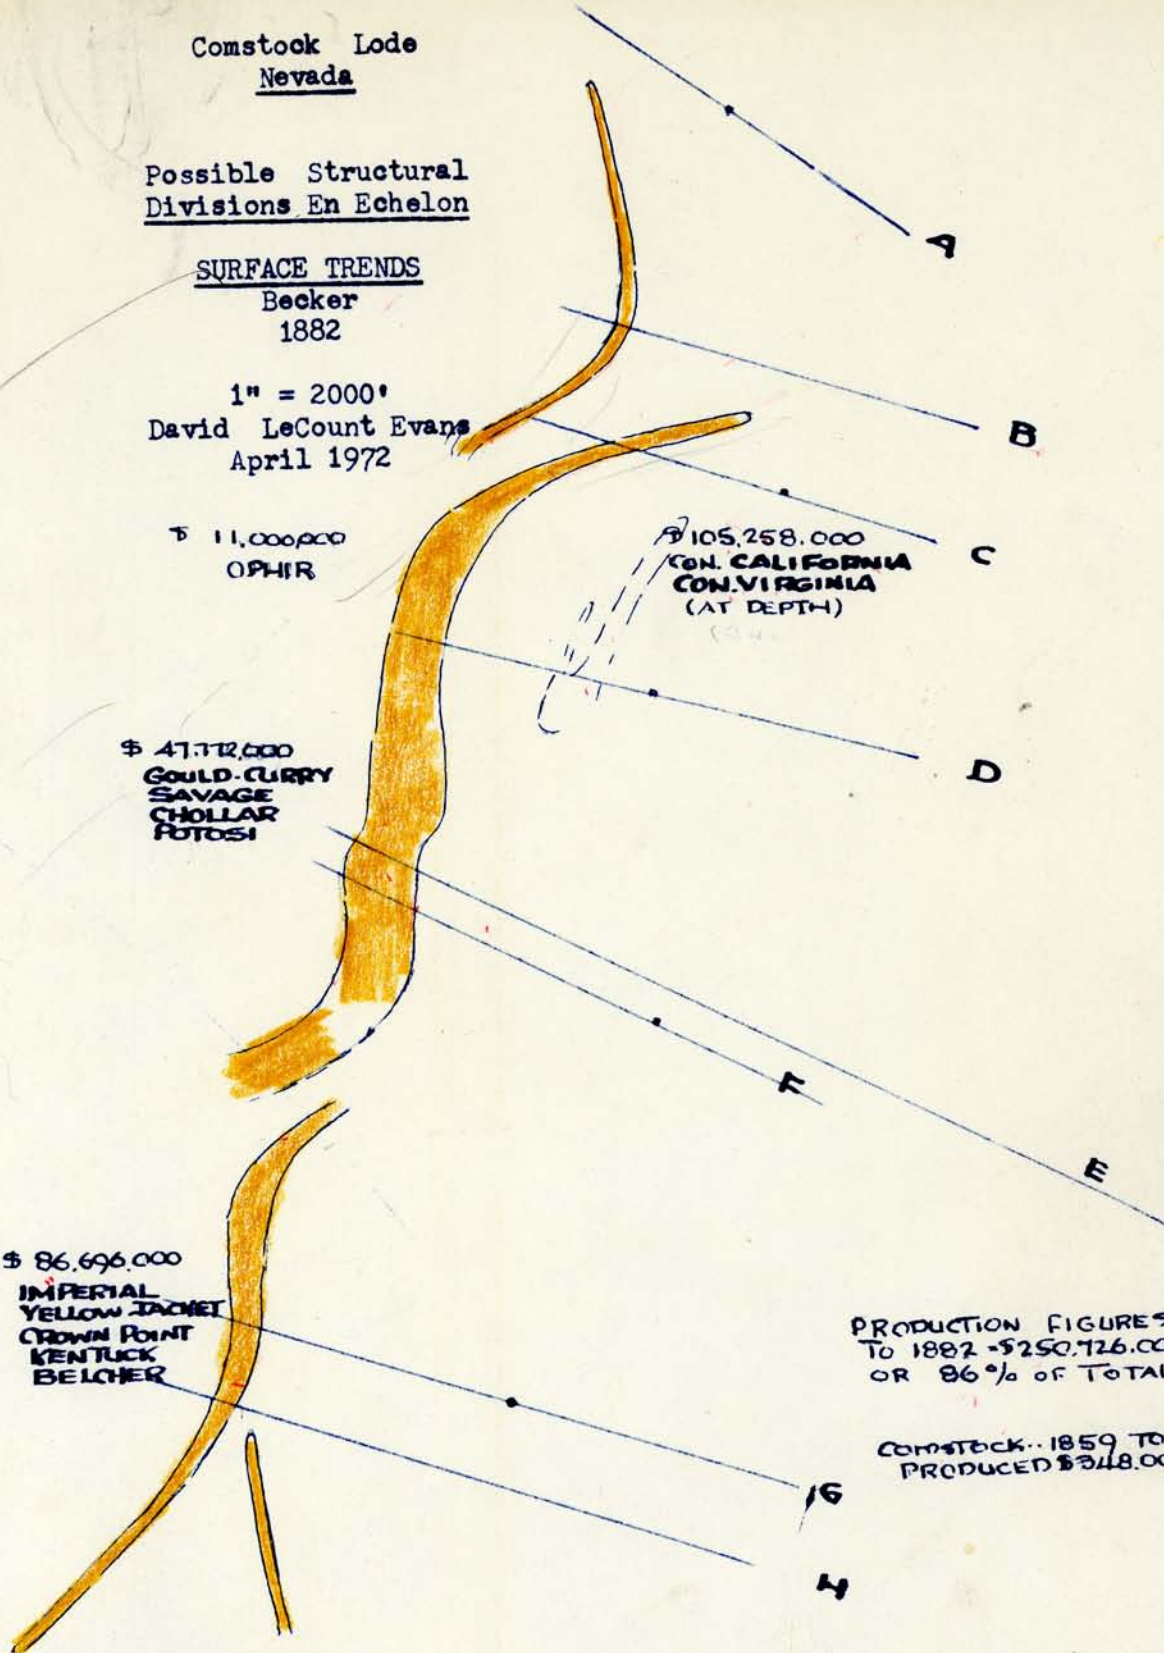 Comstock Lode
Nevada
Possible Structural
Divisions En Echelon
SURFACE TRENDS
Becker
1882
1" = 2000'
David LeCount Evans
April 1972
$ 11,000,000
OPHIR
$105,258.000
CON. CALIFORNIA
CON. VIRGINIA
(AT DEPTH)
$ 47.772,000
GOULD-CURRY
SAVAGE
CHOLLAR
POTOSI
$ 86,696,000
IMPERIAL
YELLOW JACKET
CROWN POINT
KENTUCK
BELCHER
PRODUCTION FIGURES
TO 1882 - $250,726.00
OR 86% OF TOTAL
COMSTOCK.. 1859 TO
PRODUCED $348.00
A
B
C
D
F
E
G
H